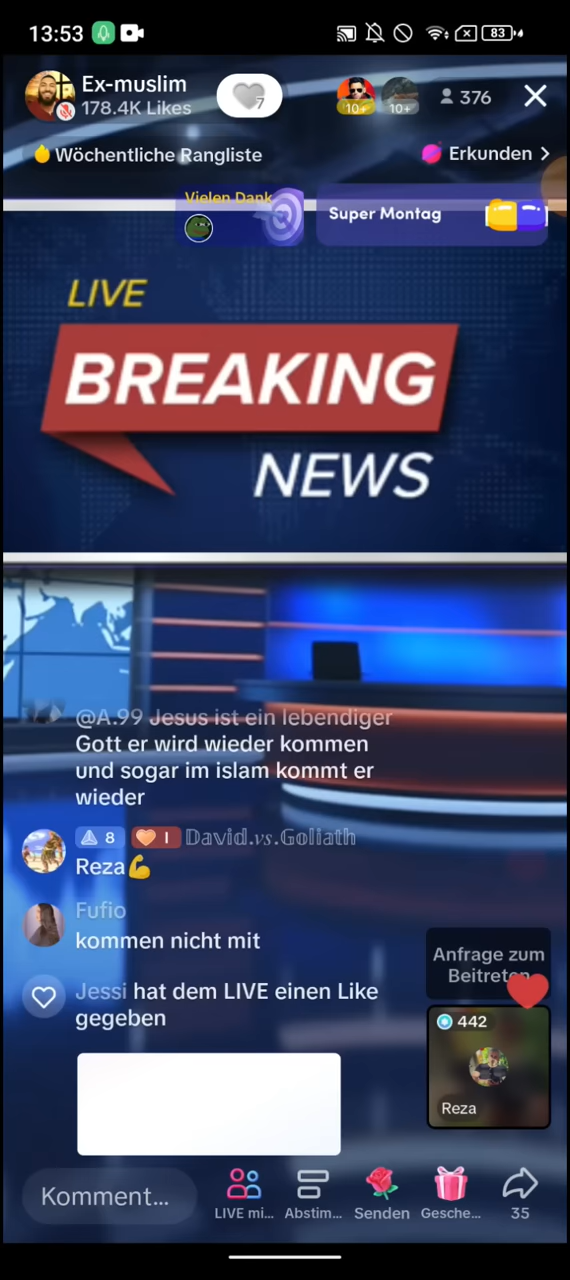 13:53
83
Ex-muslim
178.4K Likes
7
10+
10+
376
Wöchentliche Rangliste
Erkunden
Vielen Dank
Super Montag
LIVE
BREAKING
NEWS
@A.99 Jesus ist ein lebendiger
Gott er wird wieder kommen
und sogar im islam kommt er
wieder
8
I
David.vs.Goliath
Reza💪
Fufio
kommen nicht mit
Jessi hat dem LIVE einen Like
gegeben
Anfrage zum
Beitreten
442
Reza
Komment...
LIVE mi...
Abstim...
Senden
Gesche...
35